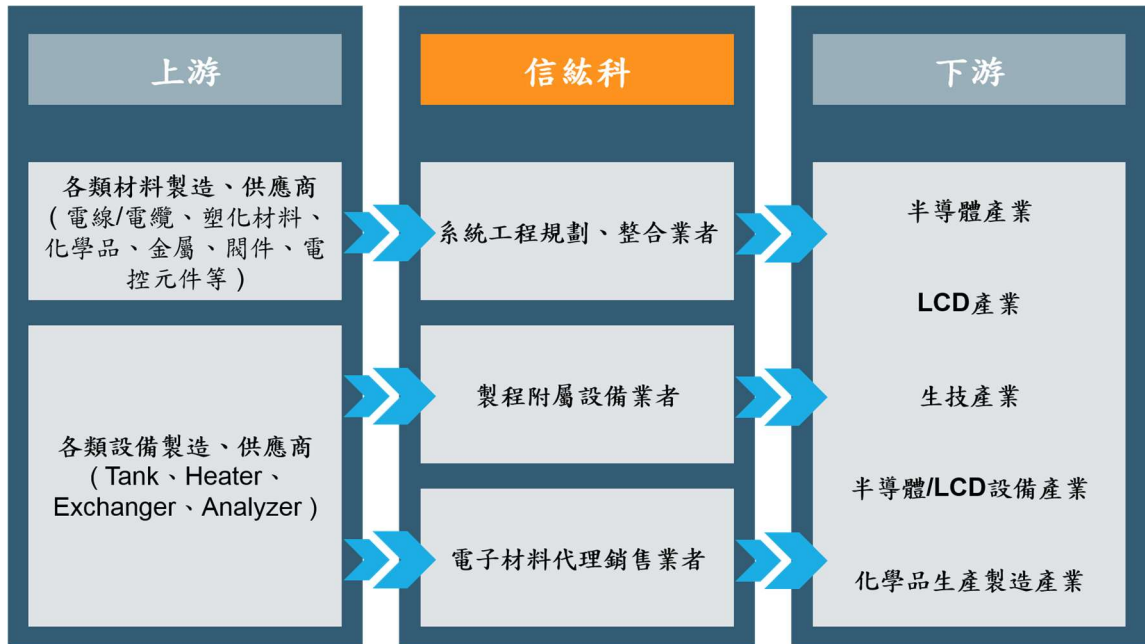 上游
各類材料製造、供應商
( 電線/電纜、塑化材料、
化學品、金屬、閥件、電
控元件等 )
各類設備製造、供應商
( Tank、Heater、
Exchanger、Analyzer )
信紘科
系統工程規劃、整合業者
製程附屬設備業者
電子材料代理銷售業者
下游
半導體產業
LCD產業
生技產業
半導體/LCD設備產業
化學品生產製造產業